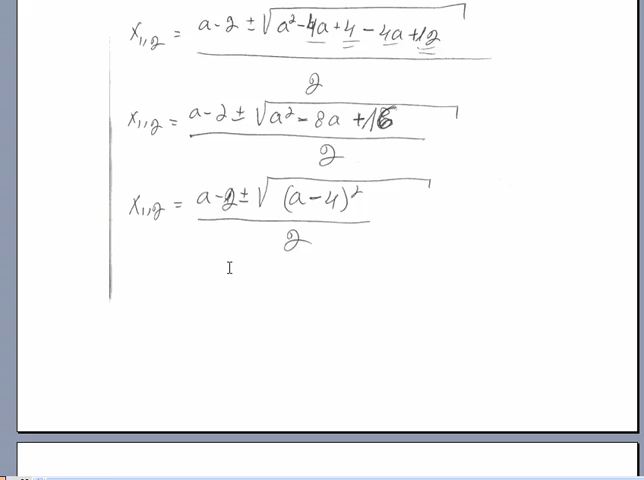 x₁,₂ = a-2 ± √(a² - 4a + 4 - 4a + 12) / 2
x₁,₂ = a-2 ± √(a² - 8a + 16) / 2
x₁,₂ = a-2 ± √((a-4)²) / 2